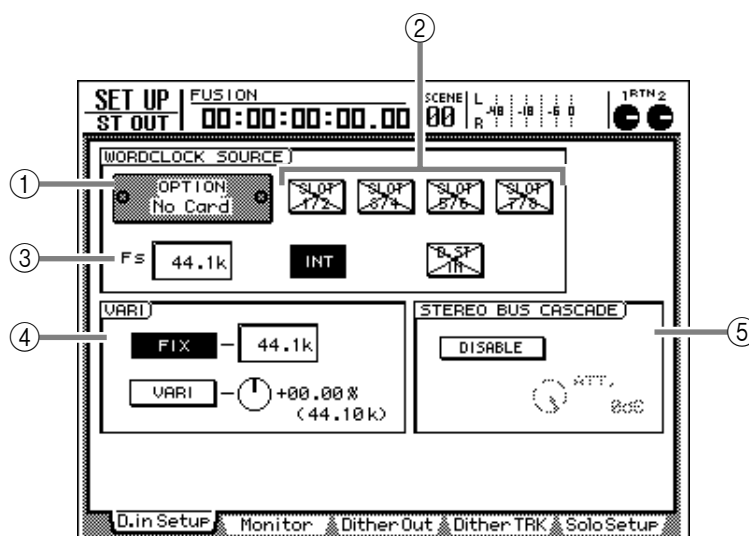 ②
SET UP
ST OUT
FUSION
00:00:00:00.00
SCENE
00
L
R
-48 -18 -6 0
1 RTN 2
WORDCLOCK SOURCE
①
OPTION
No Card
SLOT
1/2
SLOT
3/4
SLOT
5/6
SLOT
7/8
③
Fs 44.1k
INT
D.ST
IN
VARI
④
FIX - 44.1k
VARI - +00.00%
(44.10k)
STEREO BUS CASCADE
⑤
DISABLE
ATT.
D.in Setup Monitor Dither Out Dither TRK Solo Setup